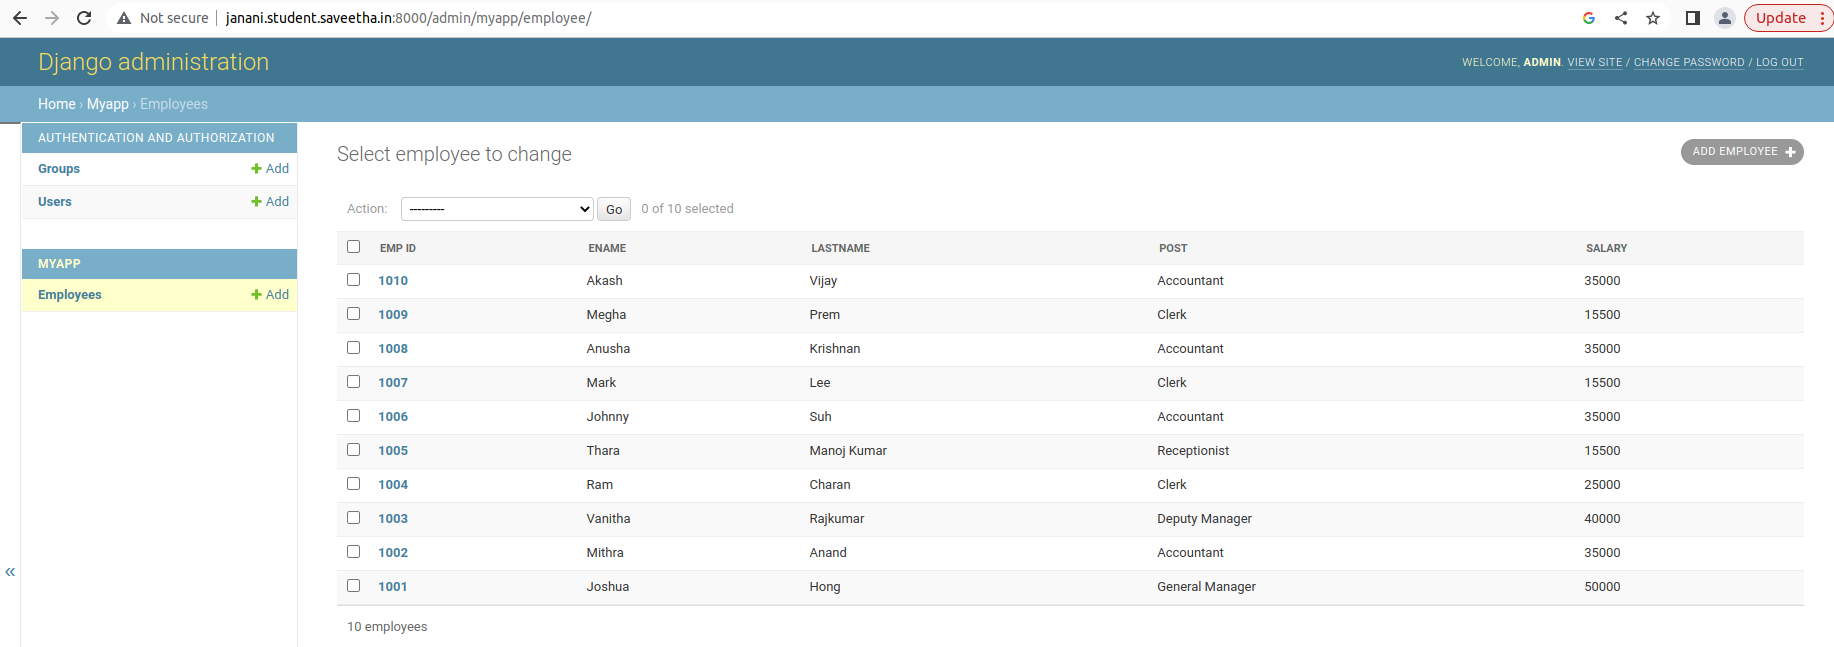 Not secure janani.student.saveetha.in:8000/admin/myapp/employee/ Update
Django administration
WELCOME, ADMIN. VIEW SITE / CHANGE PASSWORD / LOG OUT
Home › Myapp › Employees
AUTHENTICATION AND AUTHORIZATION
Groups Add
Users Add
MYAPP
Employees Add
«
Select employee to change
ADD EMPLOYEE
Action: --------- Go 0 of 10 selected
EMP ID ENAME LASTNAME POST SALARY
1010 Akash Vijay Accountant 35000
1009 Megha Prem Clerk 15500
1008 Anusha Krishnan Accountant 35000
1007 Mark Lee Clerk 15500
1006 Johnny Suh Accountant 35000
1005 Thara Manoj Kumar Receptionist 15500
1004 Ram Charan Clerk 25000
1003 Vanitha Rajkumar Deputy Manager 40000
1002 Mithra Anand Accountant 35000
1001 Joshua Hong General Manager 50000
10 employees